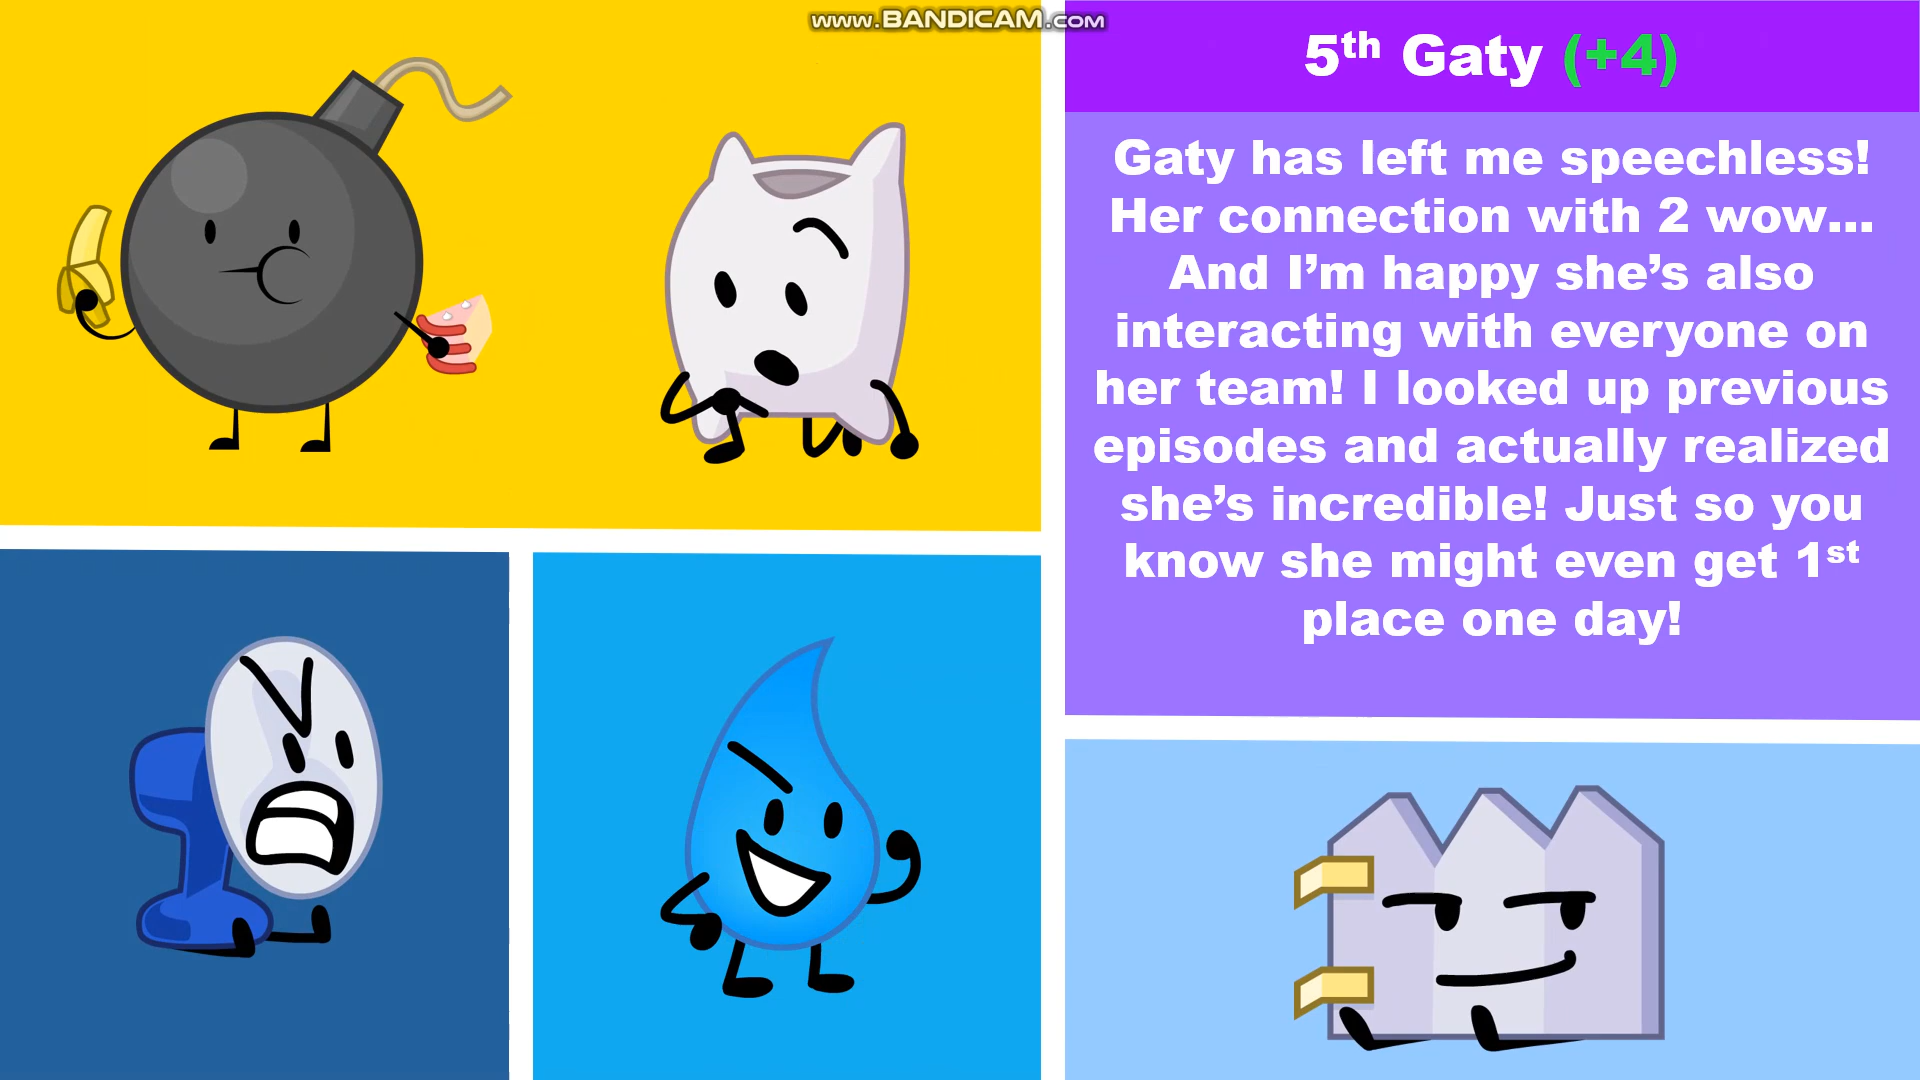 www.BANDICAM.com
5th Gaty (+4)
Gaty has left me speechless!
Her connection with 2 wow...
And I’m happy she’s also
interacting with everyone on
her team! I looked up previous
episodes and actually realized
she’s incredible! Just so you
know she might even get 1st
place one day!